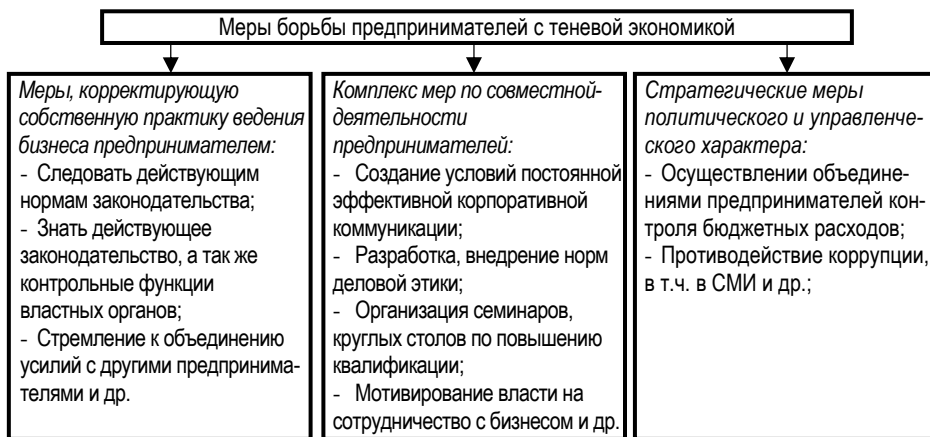 Меры борьбы предпринимателей с теневой экономикой
Меры, корректирующую
собственную практику ведения
бизнеса предпринимателем:
- Следовать действующим
нормам законодательства;
- Знать действующее
законодательство, а так же
контрольные функции
властных органов;
- Стремление к объединению
усилий с другими предпринима-
телями и др.
Комплекс мер по совместной-
деятельности
предпринимателей:
- Создание условий постоянной
эффективной корпоративной
коммуникации;
- Разработка, внедрение норм
деловой этики;
- Организация семинаров,
круглых столов по повышению
квалификации;
- Мотивирование власти на
сотрудничество с бизнесом и др.
Стратегические меры
политического и управленче-
ского характера:
- Осуществлении объедине-
ниями предпринимателей кон-
троля бюджетных расходов;
- Противодействие коррупции,
в т.ч. в СМИ и др.;